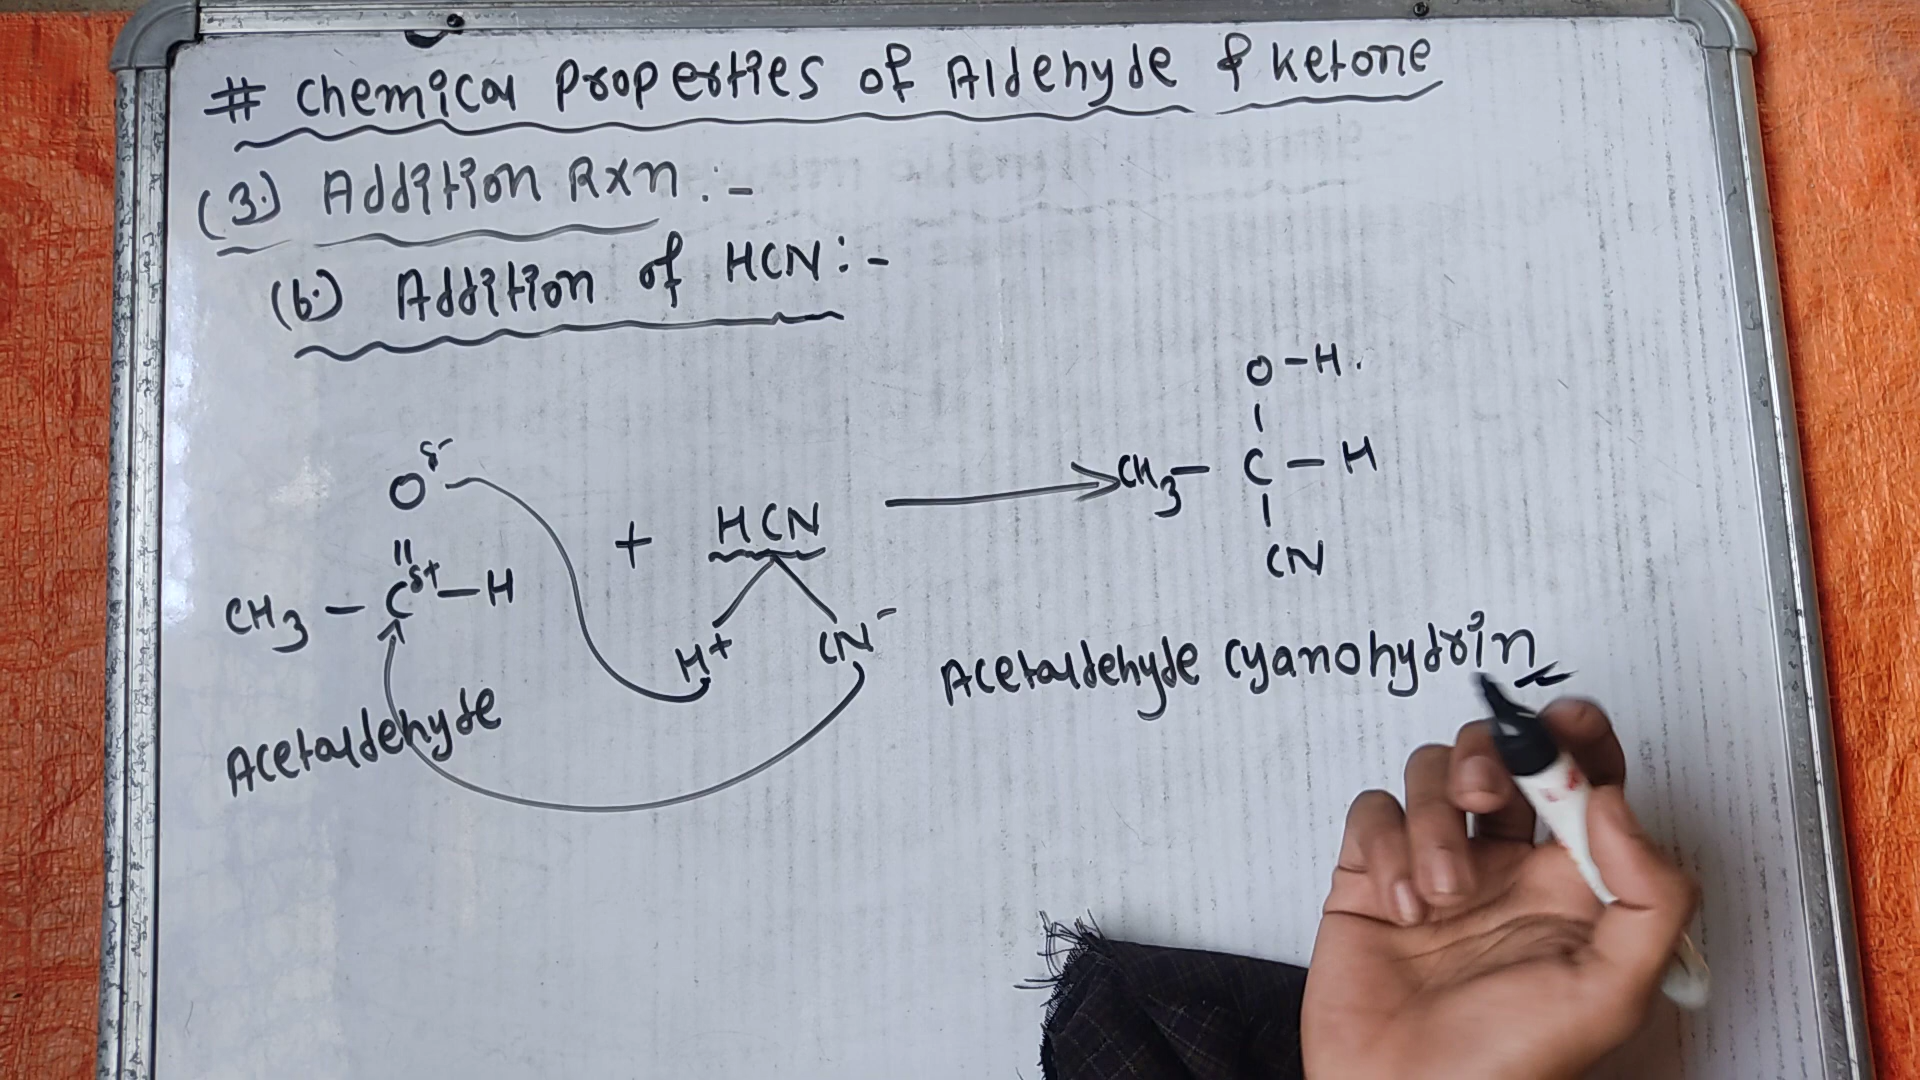 # Chemical Properties of Aldehyde & Ketone
(3.) Addition Rxn :-
(b.) Addition of HCN :-
O δ-
||
CH3 - C δ+ - H
+ HCN
H+ CN-
Acetaldehyde
O - H.
|
CH3 - C - H
|
CN
Acetaldehyde Cyanohydrin